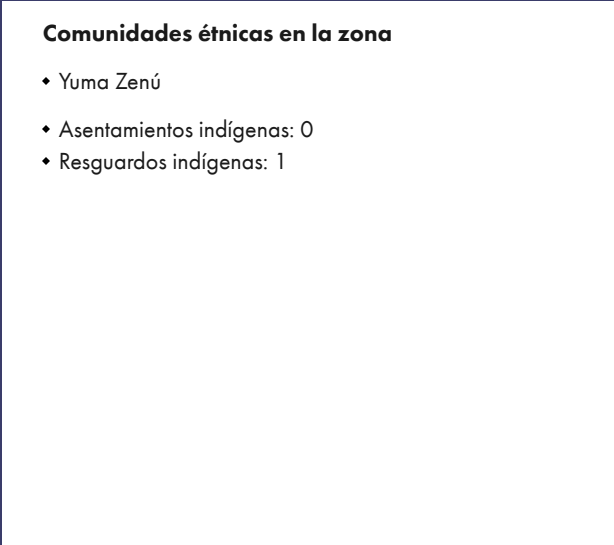 Comunidades étnicas en la zona
◆ Yuma Zenú
◆ Asentamientos indígenas: 0
◆ Resguardos indígenas: 1